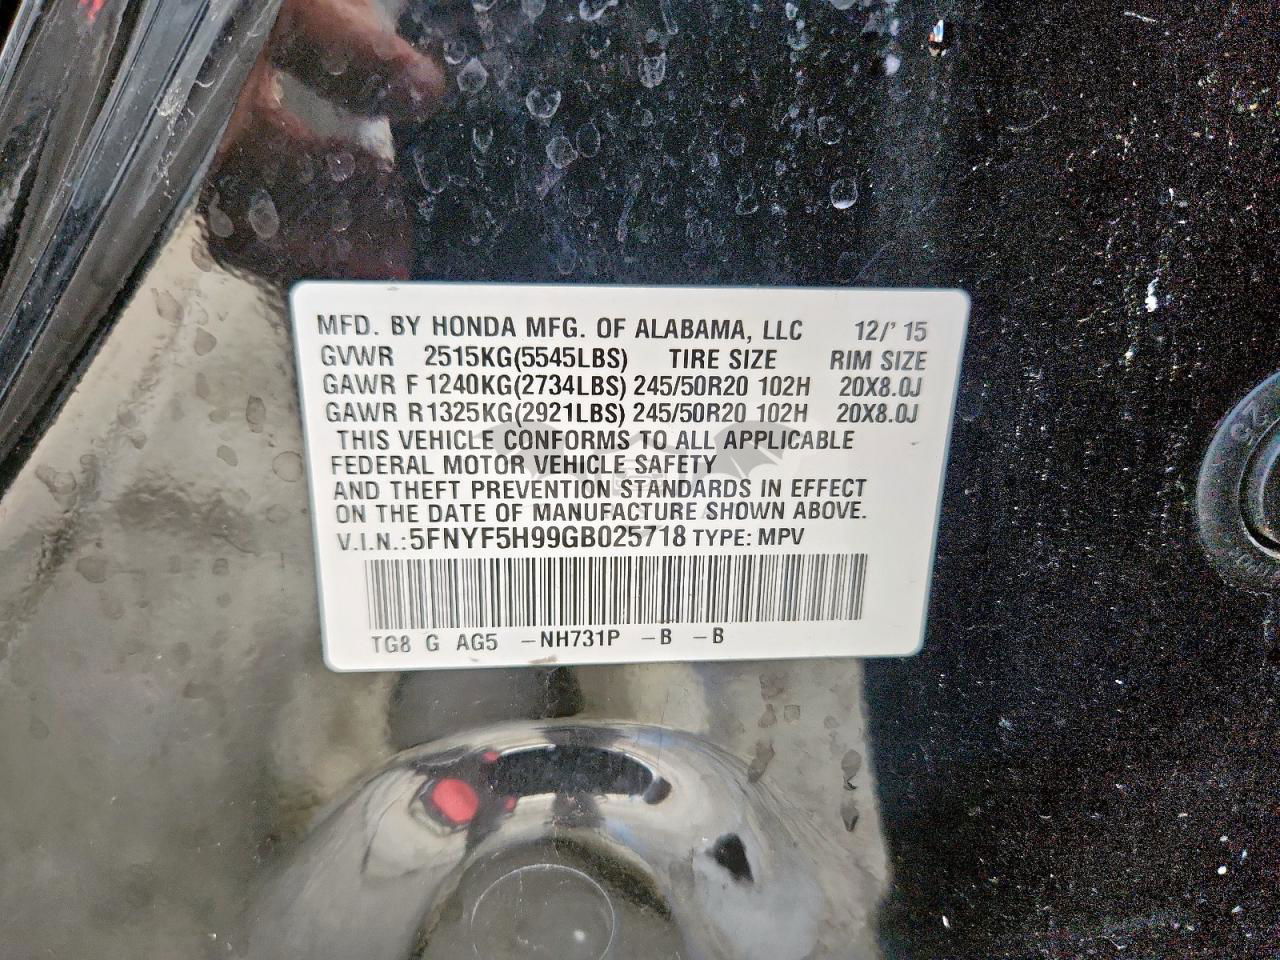 MFD. BY HONDA MFG. OF ALABAMA, LLC 12/' 15
GVWR 2515KG(5545LBS) TIRE SIZE RIM SIZE
GAWR F 1240KG(2734LBS) 245/50R20 102H 20X8.0J
GAWR R 1325KG(2921LBS) 245/50R20 102H 20X8.0J
THIS VEHICLE CONFORMS TO ALL APPLICABLE
FEDERAL MOTOR VEHICLE SAFETY
AND THEFT PREVENTION STANDARDS IN EFFECT
ON THE DATE OF MANUFACTURE SHOWN ABOVE.
V.I.N.: 5FNYF5H99GB025718 TYPE: MPV
TG8 G AG5 -NH731P -B -B